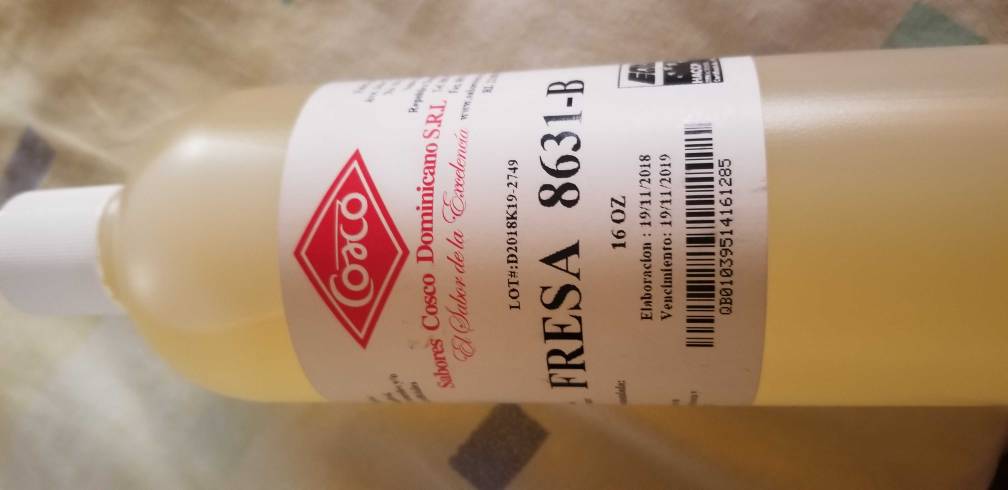 Cosco
Sabores Cosco Dominicano S.R.L
El Sabor de la Excelencia
LOT#:D2018K19-2749
FRESA 8631-B
16 OZ
Elaboracion : 19/11/2018
Vencimiento: 19/11/2019
QB01039514161285